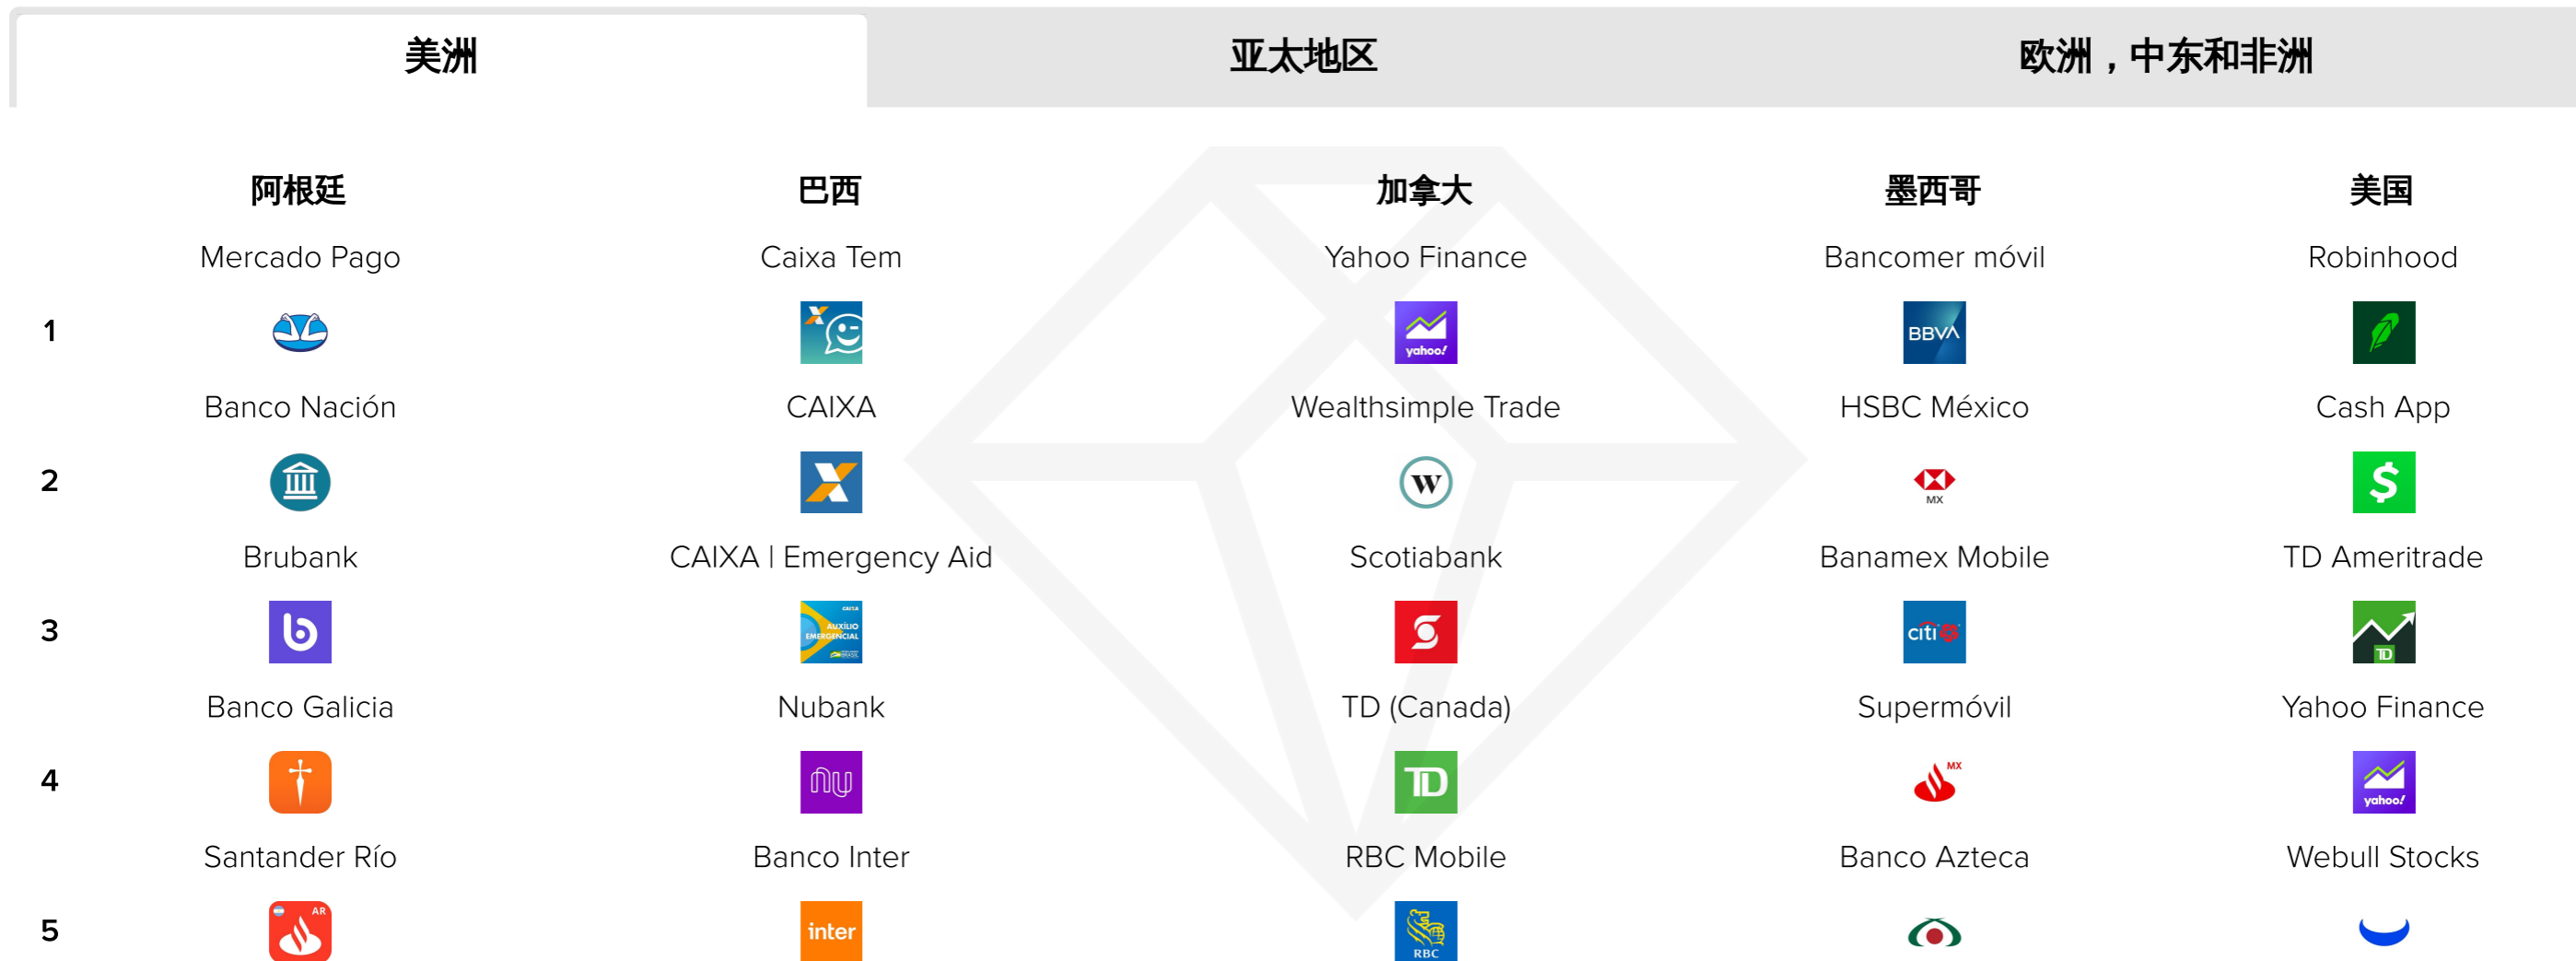 美洲 亚太地区 欧洲，中东和非洲
阿根廷 巴西 加拿大 墨西哥 美国
Mercado Pago Caixa Tem Yahoo Finance Bancomer móvil Robinhood
1 X yahoo! BBVA
Banco Nación CAIXA Wealthsimple Trade HSBC México Cash App
2 X W MX $
Brubank CAIXA | Emergency Aid Scotiabank Banamex Mobile TD Ameritrade
3 b CAIXA AUXÍLIO EMERGENCIAL BRASIL S citi TD
Banco Galicia Nubank TD (Canada) Supermóvil Yahoo Finance
4 nu TD MX yahoo!
Santander Río Banco Inter RBC Mobile Banco Azteca Webull Stocks
5 AR inter RBC